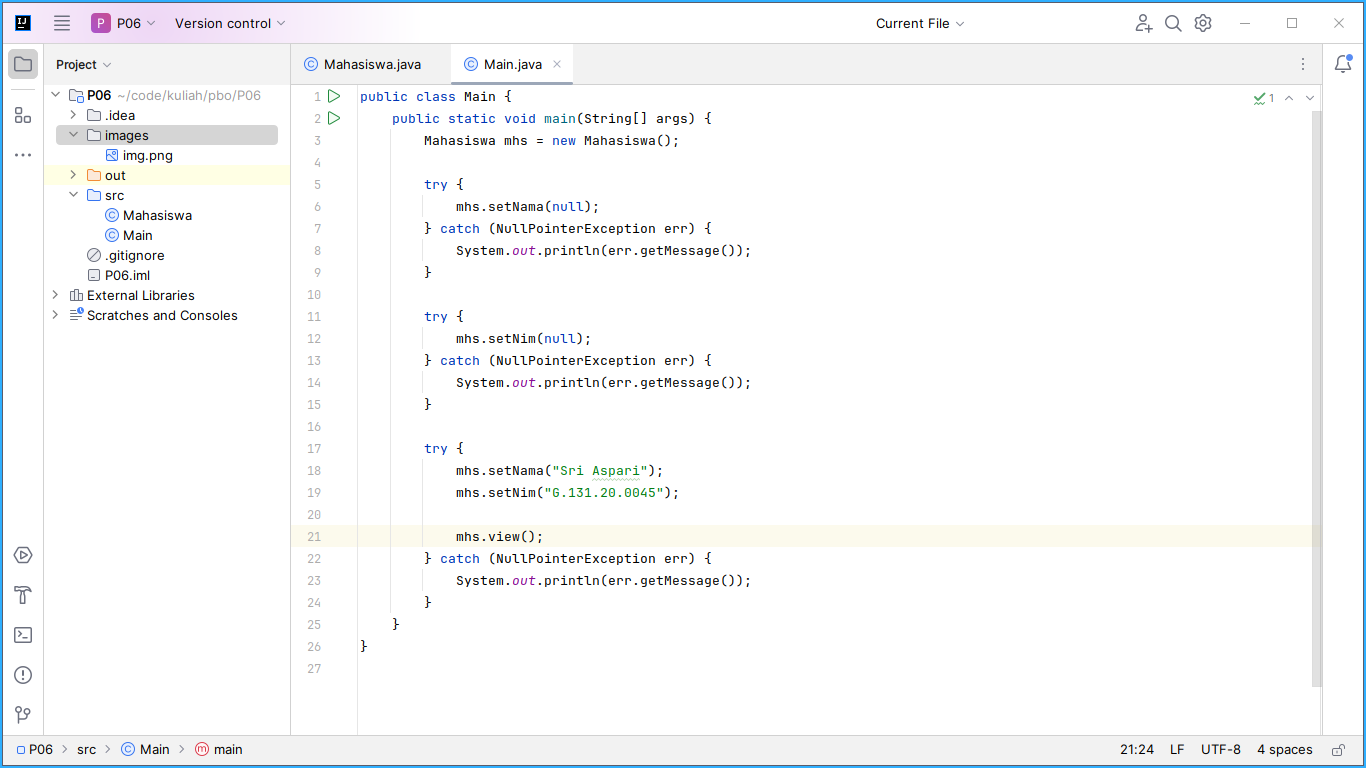 IJ
P P06
Version control
Current File
Project
Mahasiswa.java
Main.java
P06 ~/code/kuliah/pbo/P06
.idea
images
img.png
out
src
C Mahasiswa
C Main
.gitignore
P06.iml
External Libraries
Scratches and Consoles
1 public class Main {
2 public static void main(String[] args) {
3 Mahasiswa mhs = new Mahasiswa();
4
5 try {
6 mhs.setNama(null);
7 } catch (NullPointerException err) {
8 System.out.println(err.getMessage());
9 }
10
11 try {
12 mhs.setNim(null);
13 } catch (NullPointerException err) {
14 System.out.println(err.getMessage());
15 }
16
17 try {
18 mhs.setNama("Sri Aspari");
19 mhs.setNim("G.131.20.0045");
20
21 mhs.view();
22 } catch (NullPointerException err) {
23 System.out.println(err.getMessage());
24 }
25 }
26 }
27
1
P06 > src > C Main > m main
21:24 LF UTF-8 4 spaces